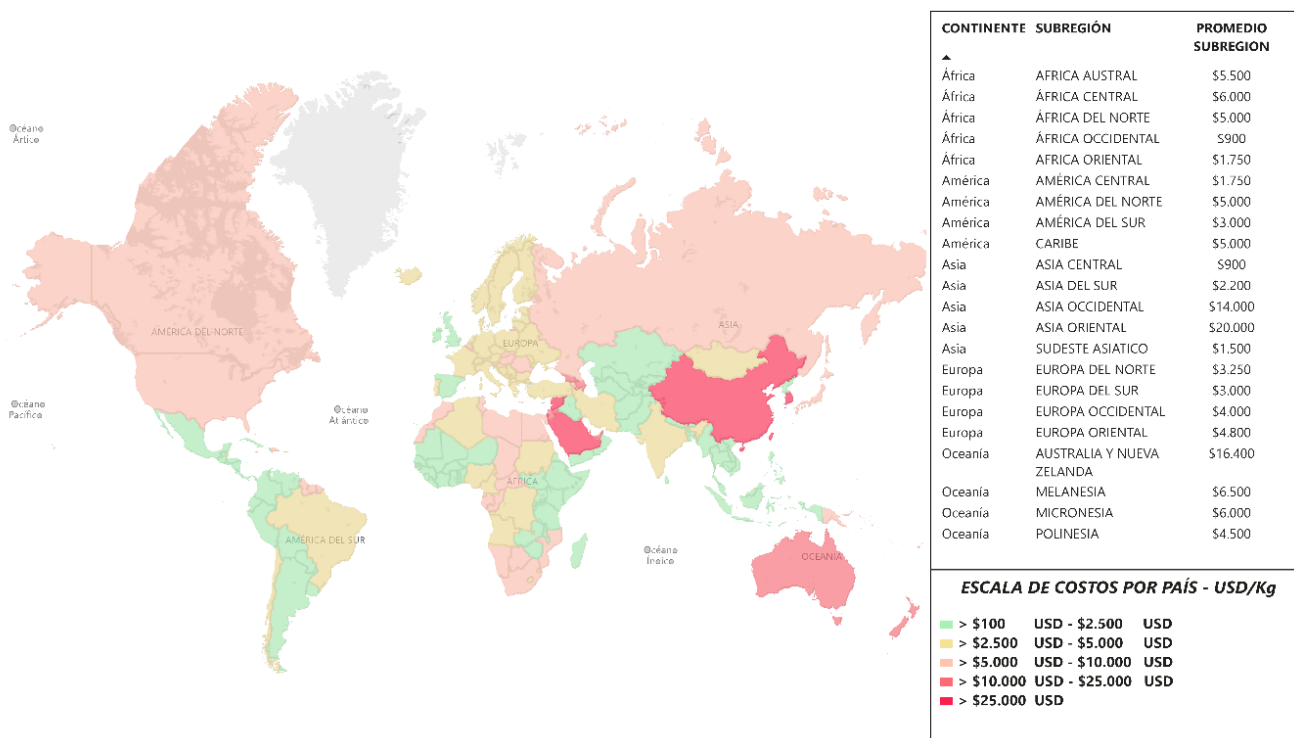 Océano
Ártico
AMÉRICA DEL NORTE
Océano
Pacífico
Océano
Atlántico
EUROPA
ASIA
ÁFRICA
AMÉRICA DEL SUR
Océano
Índico
OCEANÍA
CONTINENTE SUBREGIÓN PROMEDIO
SUBREGION
África AFRICA AUSTRAL $5.500
África ÁFRICA CENTRAL $6.000
África ÁFRICA DEL NORTE $5.000
África ÁFRICA OCCIDENTAL $900
África AFRICA ORIENTAL $1.750
América AMÉRICA CENTRAL $1.750
América AMÉRICA DEL NORTE $5.000
América AMÉRICA DEL SUR $3.000
América CARIBE $5.000
Asia ASIA CENTRAL $900
Asia ASIA DEL SUR $2.200
Asia ASIA OCCIDENTAL $14.000
Asia ASIA ORIENTAL $20.000
Asia SUDESTE ASIATICO $1.500
Europa EUROPA DEL NORTE $3.250
Europa EUROPA DEL SUR $3.000
Europa EUROPA OCCIDENTAL $4.000
Europa EUROPA ORIENTAL $4.800
Oceanía AUSTRALIA Y NUEVA $16.400
ZELANDA
Oceanía MELANESIA $6.500
Oceanía MICRONESIA $6.000
Oceanía POLINESIA $4.500
ESCALA DE COSTOS POR PAÍS - USD/Kg
> $100 USD - $2.500 USD
> $2.500 USD - $5.000 USD
> $5.000 USD - $10.000 USD
> $10.000 USD - $25.000 USD
> $25.000 USD